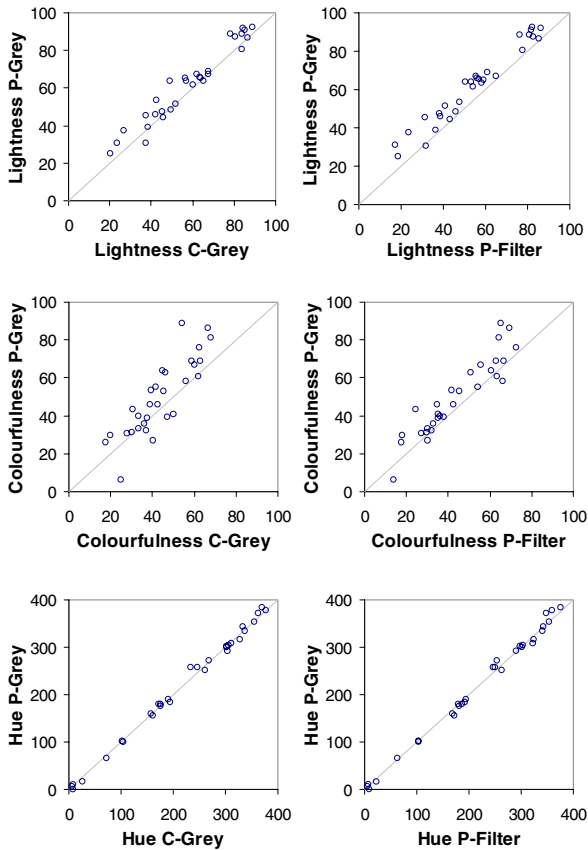 Lightness P-Grey
100
80
60
40
20
0
0 20 40 60 80 100
Lightness C-Grey
Lightness P-Grey
100
80
60
40
20
0
0 20 40 60 80 100
Lightness P-Filter
Colourfulness P-Grey
100
80
60
40
20
0
0 20 40 60 80 100
Colourfulness C-Grey
Colourfulness P-Grey
100
80
60
40
20
0
0 20 40 60 80 100
Colourfulness P-Filter
Hue P-Grey
400
300
200
100
0
0 100 200 300 400
Hue C-Grey
Hue P-Grey
400
300
200
100
0
0 100 200 300 400
Hue P-Filter